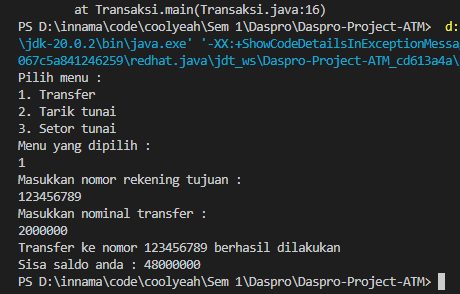 at Transaksi.main(Transaksi.java:16)
PS D:\innama\code\coolyeah\Sem 1\Daspro\Daspro-Project-ATM> d:
\jdk-20.0.2\bin\java.exe' '-XX:+ShowCodeDetailsInExceptionMessa
067c5a841246259\redhat.java\jdt_ws\Daspro-Project-ATM_cd613a4a\
Pilih menu :
1. Transfer
2. Tarik tunai
3. Setor tunai
Menu yang dipilih :
1
Masukkan nomor rekening tujuan :
123456789
Masukkan nominal transfer :
2000000
Transfer ke nomor 123456789 berhasil dilakukan
Sisa saldo anda : 48000000
PS D:\innama\code\coolyeah\Sem 1\Daspro\Daspro-Project-ATM>